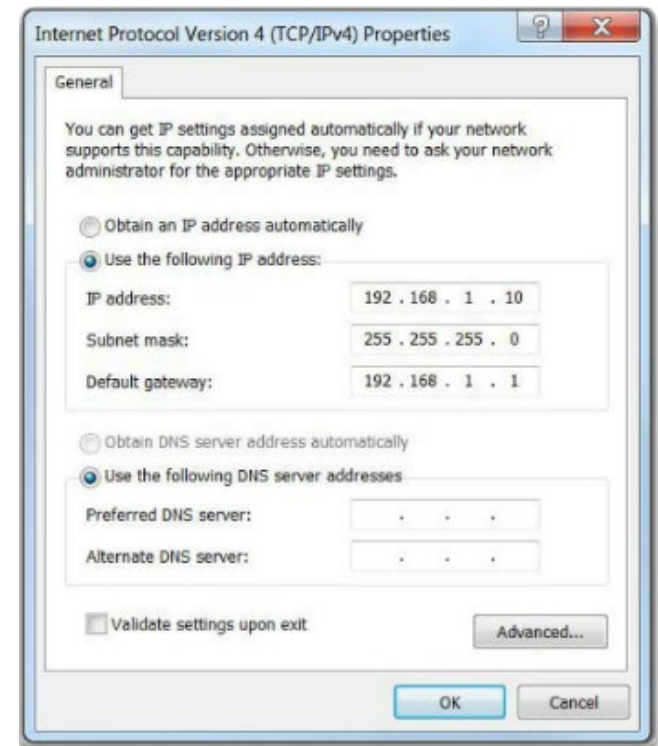 Internet Protocol Version 4 (TCP/IPv4) Properties
General
You can get IP settings assigned automatically if your network
supports this capability. Otherwise, you need to ask your network
administrator for the appropriate IP settings.
Obtain an IP address automatically
Use the following IP address:
IP address: 192 . 168 . 1 . 10
Subnet mask: 255 . 255 . 255 . 0
Default gateway: 192 . 168 . 1 . 1
Obtain DNS server address automatically
Use the following DNS server addresses
Preferred DNS server: . . .
Alternate DNS server: . . .
Validate settings upon exit
Advanced...
OK Cancel